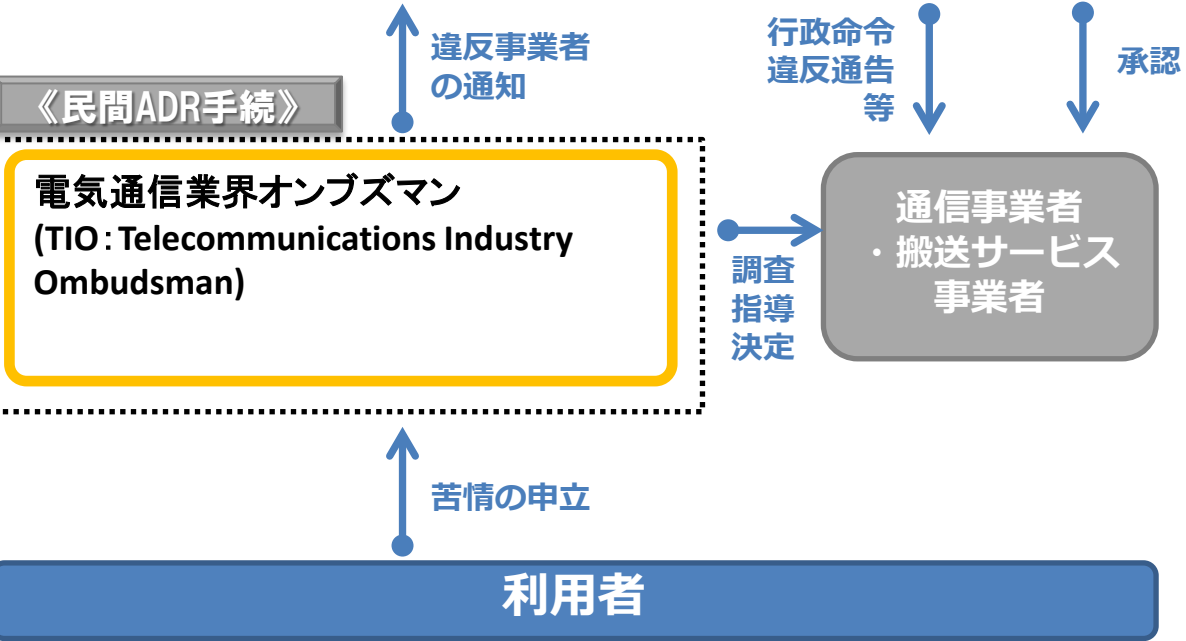 違反事業者
の通知
行政命令
違反通告
等
承認
《民間ADR手続》
電気通信業界オンブズマン
(TIO：Telecommunications Industry
Ombudsman)
調査
指導
決定
通信事業者
・搬送サービス
事業者
苦情の申立
利用者